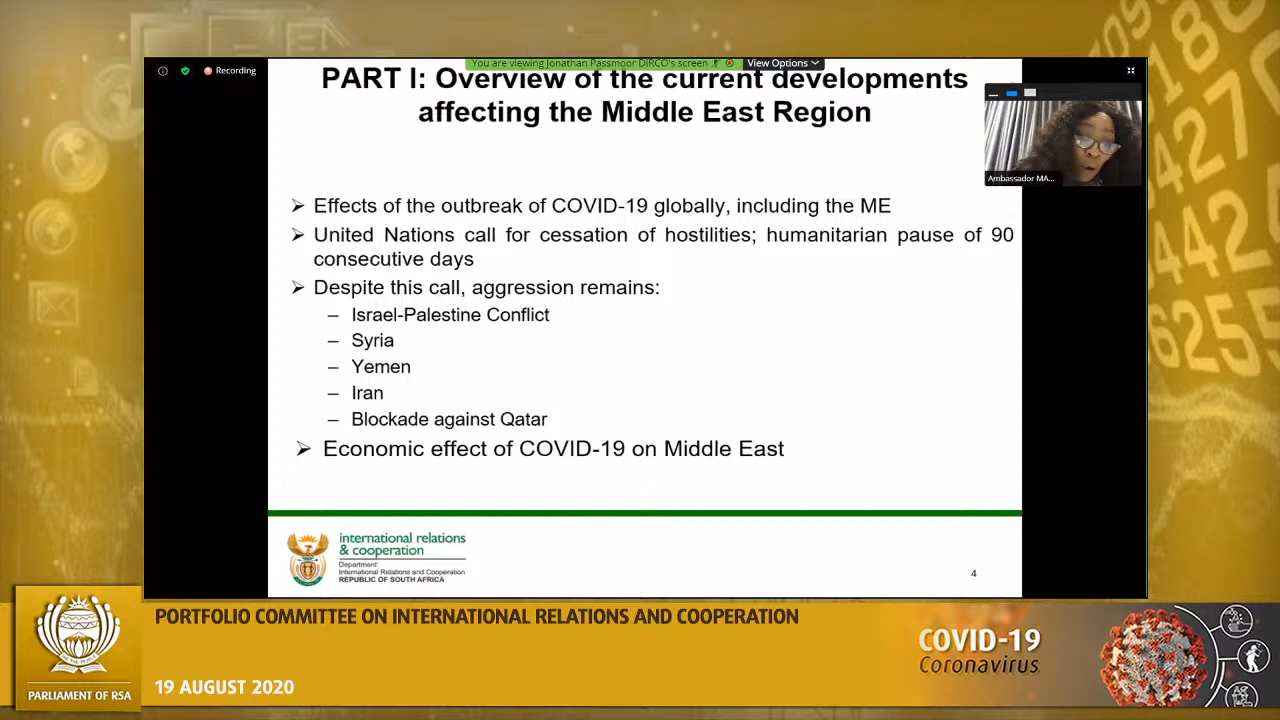 You are viewing Jonathan Passmoor DIRCO's screen
View Options
Recording
PART I: Overview of the current developments
affecting the Middle East Region
Ambassador MA...
➢ Effects of the outbreak of COVID-19 globally, including the ME
➢ United Nations call for cessation of hostilities; humanitarian pause of 90
consecutive days
➢ Despite this call, aggression remains:
– Israel-Palestine Conflict
– Syria
– Yemen
– Iran
– Blockade against Qatar
➢ Economic effect of COVID-19 on Middle East
international relations
& cooperation
Department:
International Relations and Cooperation
REPUBLIC OF SOUTH AFRICA
4
PORTFOLIO COMMITTEE ON INTERNATIONAL RELATIONS AND COOPERATION
19 AUGUST 2020
PARLIAMENT OF RSA
COVID-19
Coronavirus